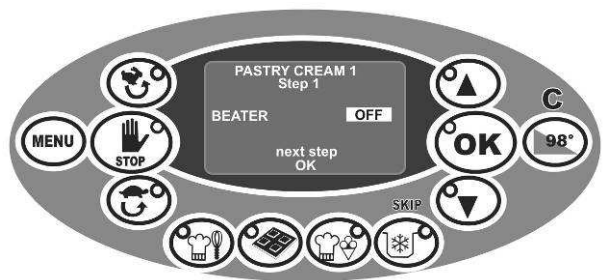 PASTRY CREAM 1
Step 1
BEATER OFF
next step
OK
MENU
STOP
OK
C
98°
SKIP